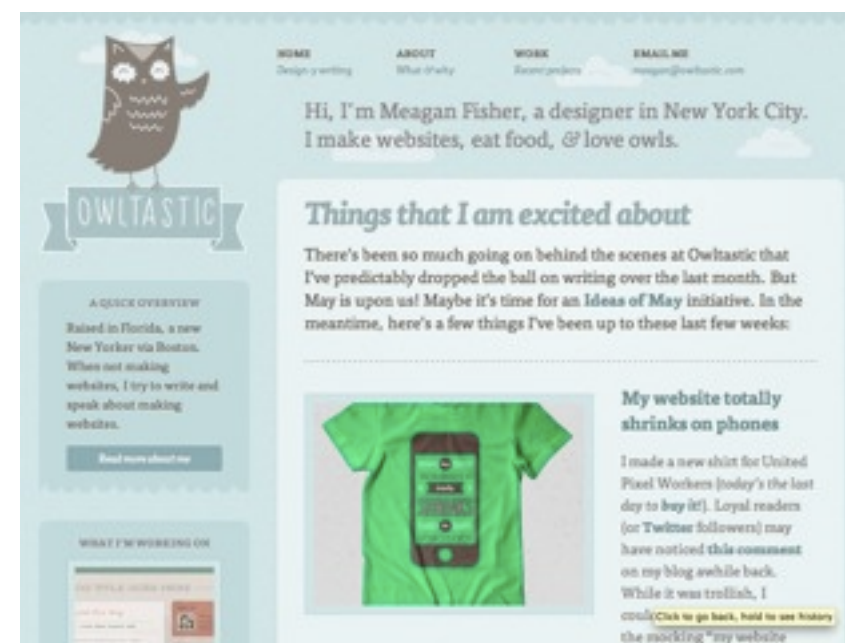 HOME
ABOUT
WORK
EMAIL ME
Design & writing
What & why
Recent projects
meagan@owltastic.com
Hi, I'm Meagan Fisher, a designer in New York City.
I make websites, eat food, & love owls.
OWLTASTIC
A QUICK OVERVIEW
Raised in Florida, a new
New Yorker via Boston.
When not making
websites, I try to write and
speak about making
websites.
Read more about me
WHAT I'M WORKING ON
Things that I am excited about
There's been so much going on behind the scenes at Owltastic that
I've predictably dropped the ball on writing over the last month. But
May is upon us! Maybe it's time for an Ideas of May initiative. In the
meantime, here's a few things I've been up to these last few weeks:
My website totally
shrinks on phones
I made a new shirt for United
Pixel Workers (today's the last
day to buy it!). Loyal readers
(or Twitter followers) may
have noticed this comment
on my blog awhile back.
While it was trollish, I
Click to go back, hold to see history
the mocking "my website